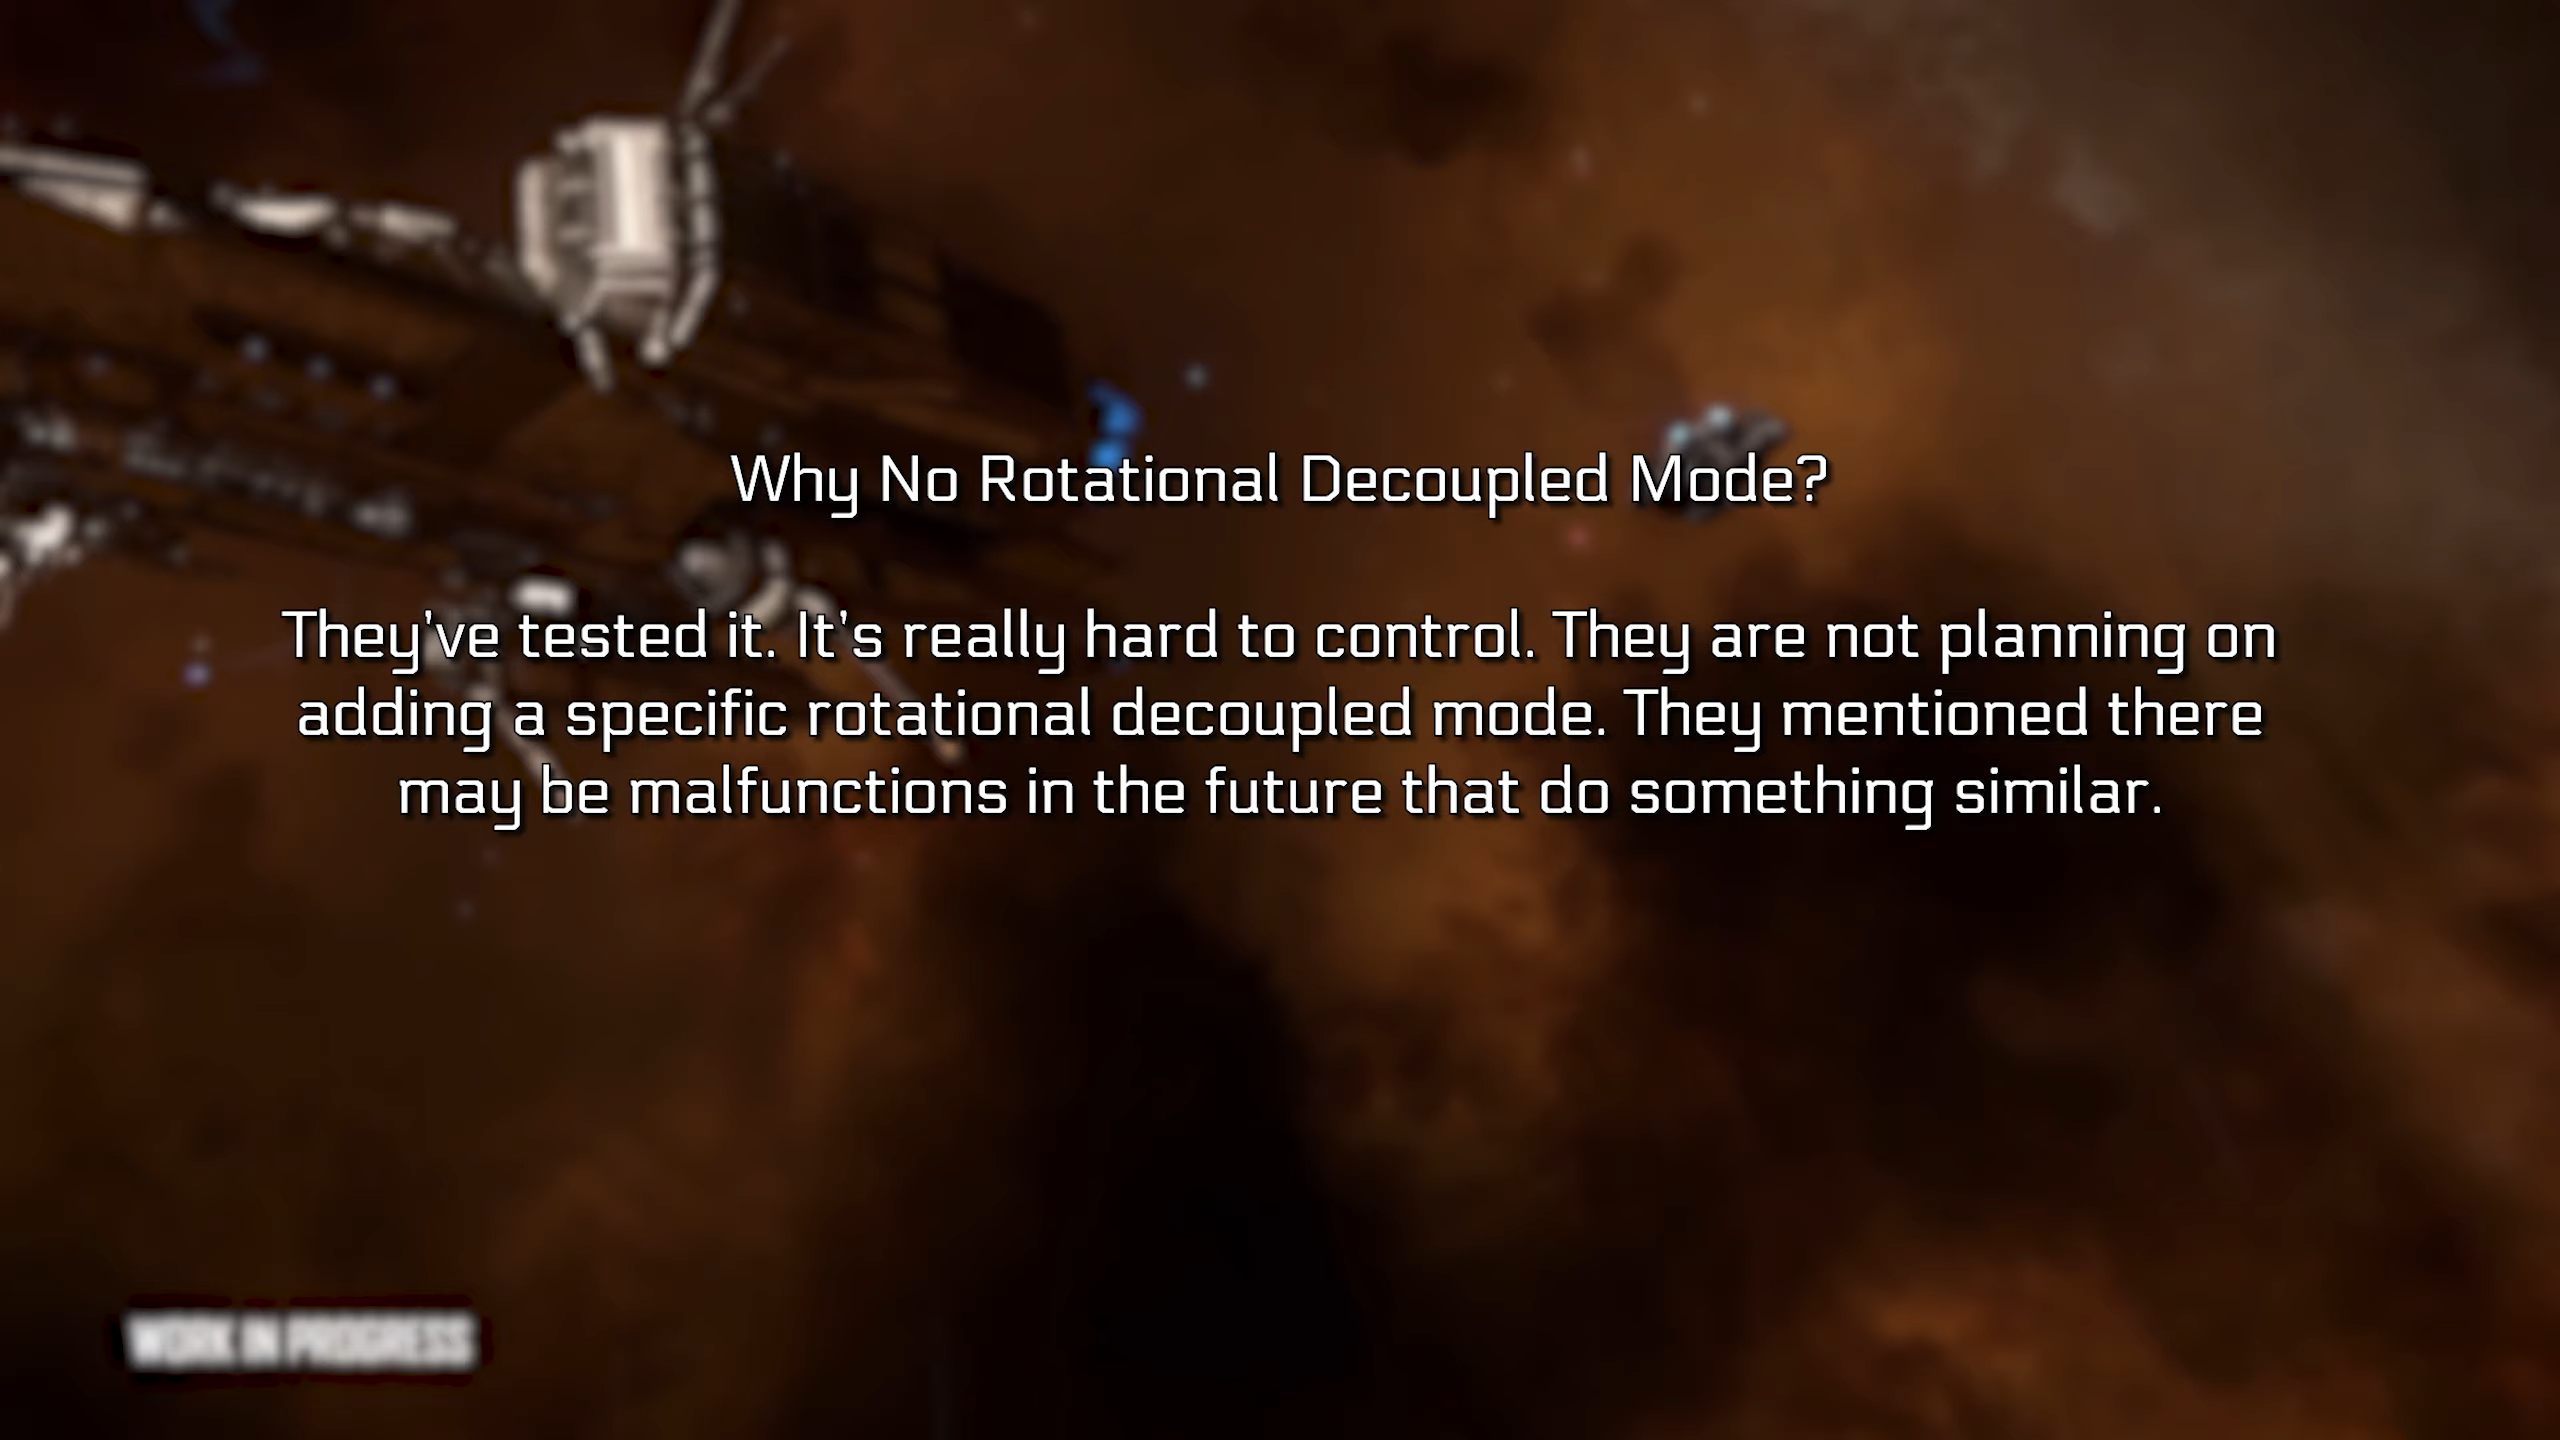 Why No Rotational Decoupled Mode?
They've tested it. It's really hard to control. They are not planning on
adding a specific rotational decoupled mode. They mentioned there
may be malfunctions in the future that do something similar.
WORK IN PROGRESS